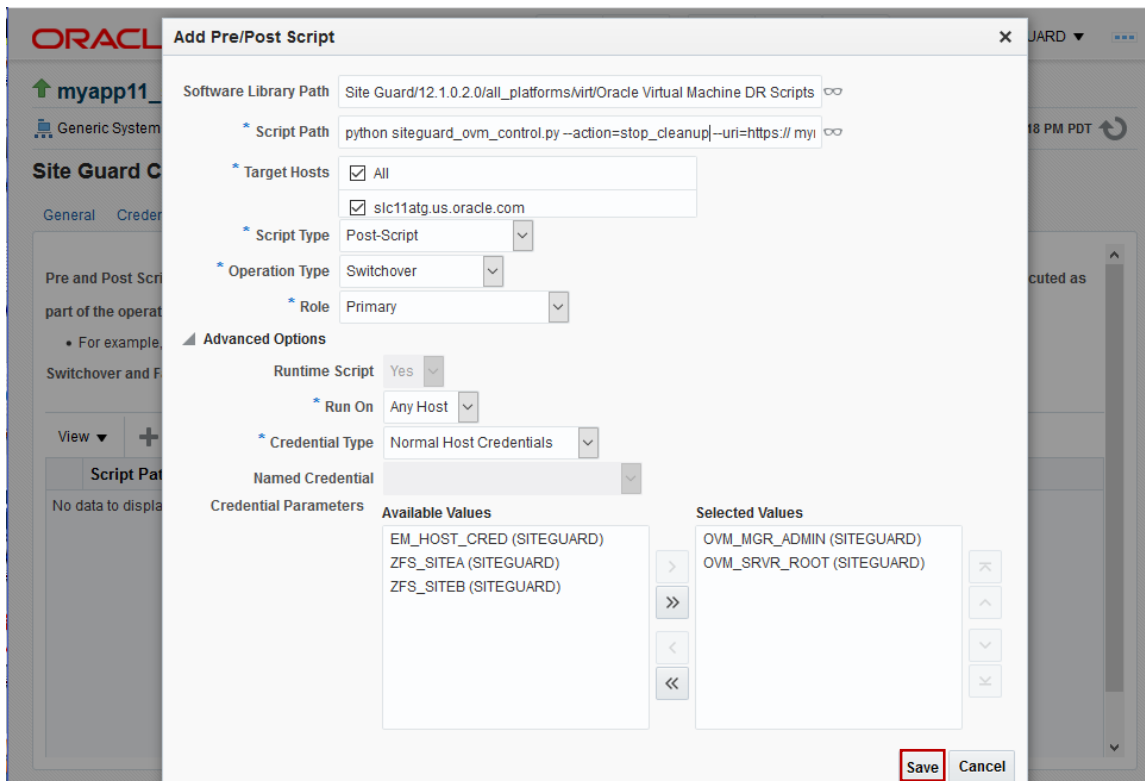 ORACL
Add Pre/Post Script
JARD
myapp11_
Software Library Path Site Guard/12.1.0.2.0/all_platforms/virt/Oracle Virtual Machine DR Scripts
Generic System
* Script Path python siteguard_ovm_control.py --action=stop_cleanup --uri=https:// my
18 PM PDT
Site Guard C
* Target Hosts All
slc11atg.us.oracle.com
General Creder
* Script Type Post-Script
* Operation Type Switchover
Pre and Post Scri
cuted as
* Role Primary
part of the operat
Advanced Options
• For example,
Switchover and F
Runtime Script Yes
* Run On Any Host
View
* Credential Type Normal Host Credentials
Script Pat
Named Credential
No data to displa
Credential Parameters
Available Values Selected Values
EM_HOST_CRED (SITEGUARD) OVM_MGR_ADMIN (SITEGUARD)
ZFS_SITEA (SITEGUARD) OVM_SRVR_ROOT (SITEGUARD)
ZFS_SITEB (SITEGUARD)
Save Cancel